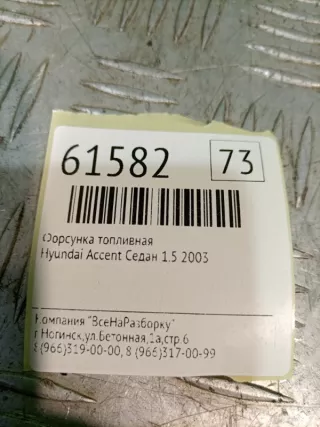 61582 73
Форсунка топливная
Hyundai Accent Седан 1.5 2003
Компания "ВсеНаРазборку"
г.Ногинск,ул.Бетонная,1а,стр.6
8(966)319-00-00, 8 (966)317-00-99